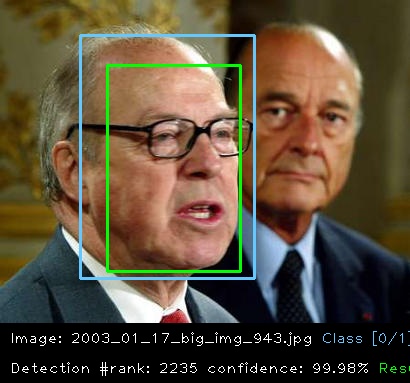 Image: 2003_01_17_big_img_943.jpg Class [0/1]
Detection #rank: 2235 confidence: 99.98% Res